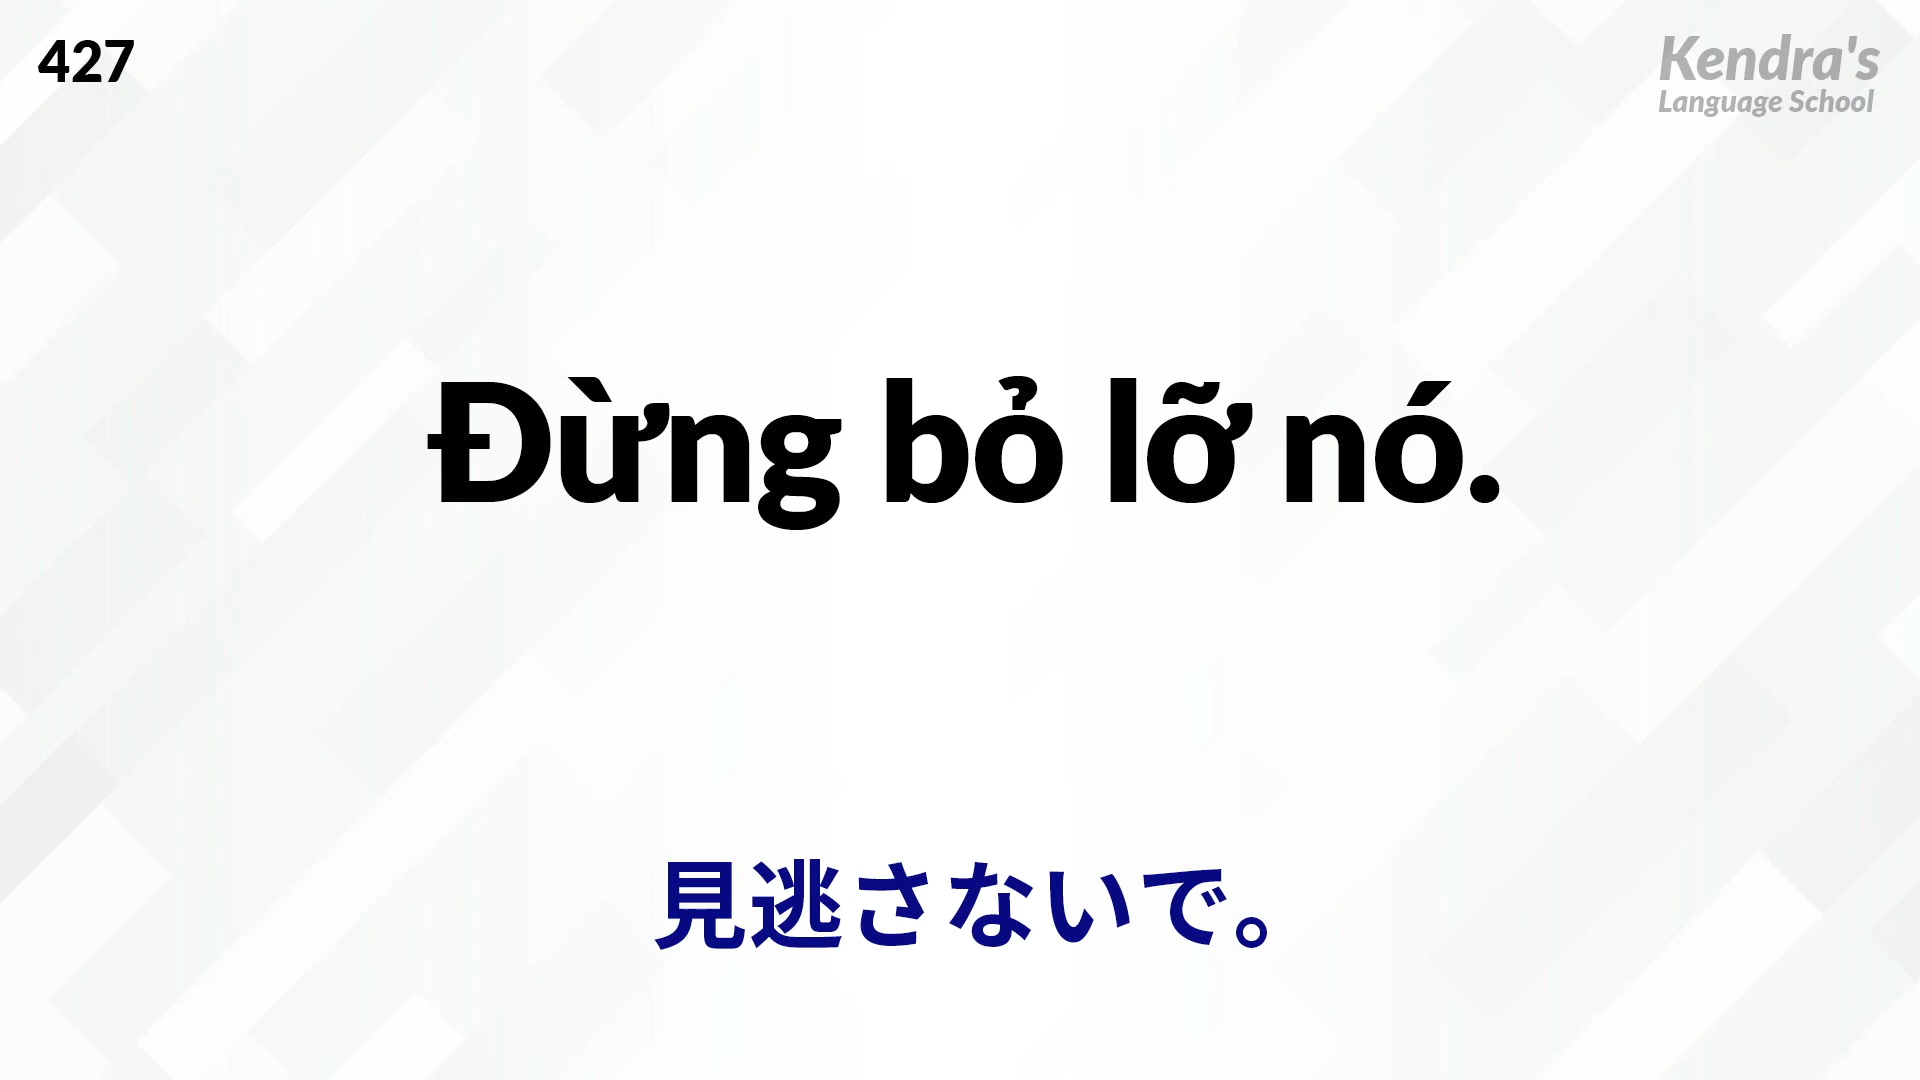 427
Kendra's
Language School
Đừng bỏ lỡ nó.
見逃さないで。